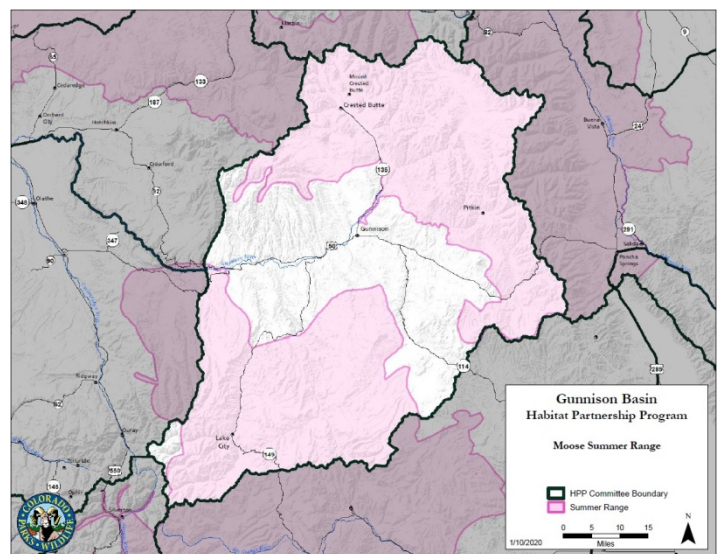 Marble
82
9
65
133
Cedaredge
Mount
Crested
Butte
Crested Butte
187
Orchard
City
Hotchkiss
Buena
Vista
24
Crawford
92
135
Olathe
348
Pitkin
Gunnison
347
50
291
Salida
Poncha
Springs
90
114
285
Ridgway
62
Ouray
Lake
City
149
Telluride
550
145
Ophir
Silverton
COLORADO
PARKS
WILDLIFE
Gunnison Basin
Habitat Partnership Program
Moose Summer Range
HPP Committee Boundary
Summer Range
0 5 10 15
Miles
N
1/10/2020